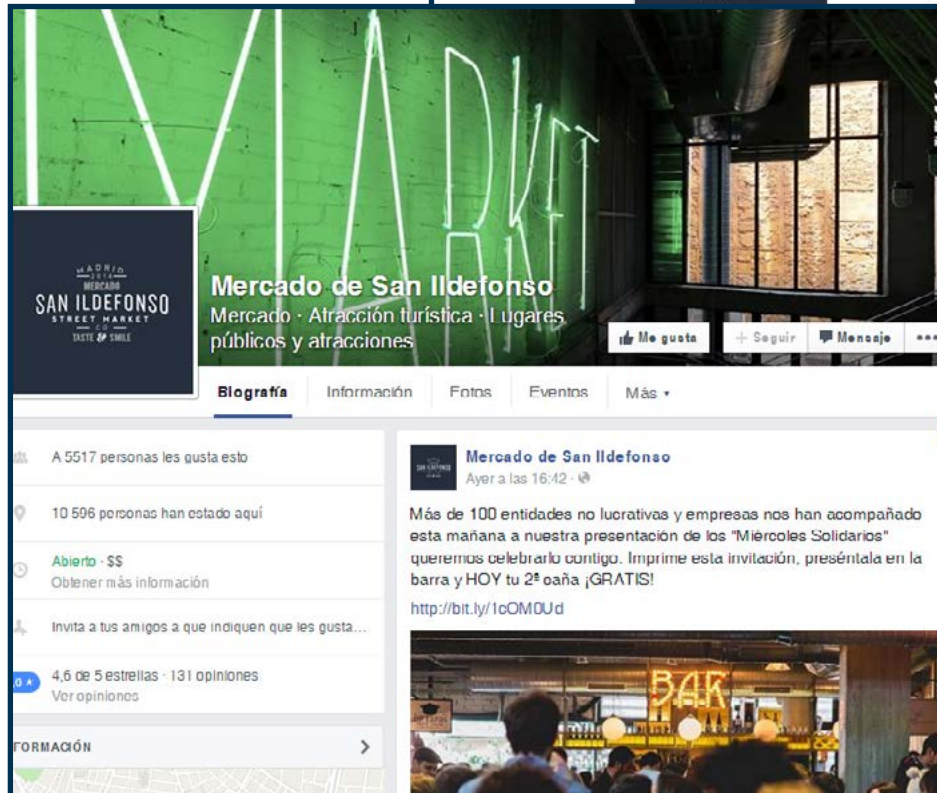 MARKET
MADRID
2014
MERCADO
SAN ILDEFONSO
STREET MARKET
CO
TASTE & SMILE
Mercado de San Ildefonso
Mercado · Atracción turística · Lugares
públicos y atracciones
Me gusta
Seguir
Mensaje
Biografía
Información
Fotos
Eventos
Más
A 5517 personas les gusta esto
10 596 personas han estado aquí
Abierto · $$
Obtener más información
Invita a tus amigos a que indiquen que les gusta...
4,6 de 5 estrellas · 131 opiniones
Ver opiniones
FORMACIÓN
Mercado de San Ildefonso
Ayer a las 16:42 ·
Más de 100 entidades no lucrativas y empresas nos han acompañado
esta mañana a nuestra presentación de los "Miércoles Solidarios"
queremos celebrarlo contigo. Imprime esta invitación, preséntala en la
barra y HOY tu 2ª caña ¡GRATIS!
http://bit.ly/1cOM0Ud
BAR